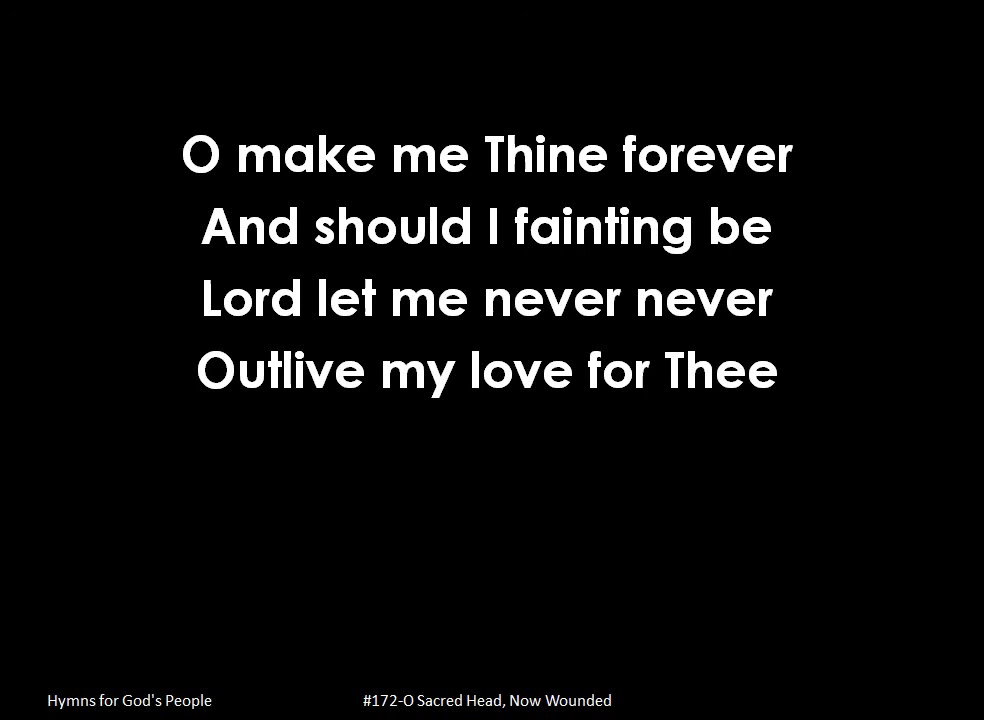 O make me Thine forever
And should I fainting be
Lord let me never never
Outlive my love for Thee
Hymns for God's People
#172-O Sacred Head, Now Wounded